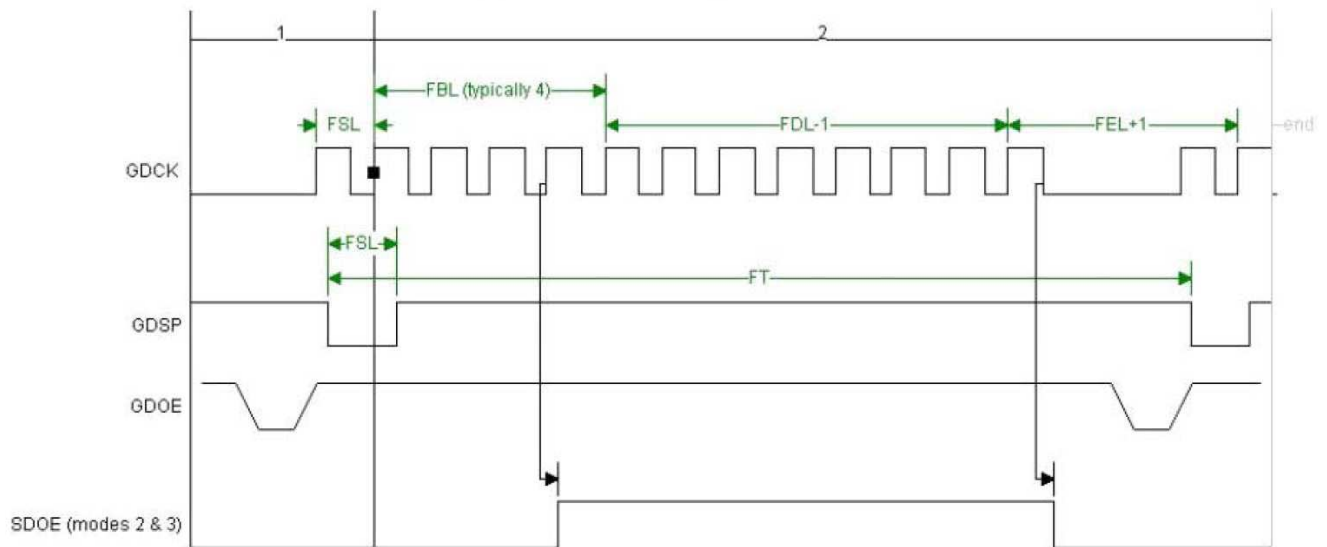 1
2
FBL (typically 4)
FSL
FDL-1
FEL+1
end
GDCK
FSL
FT
GDSP
GDOE
SDOE (modes 2 & 3)